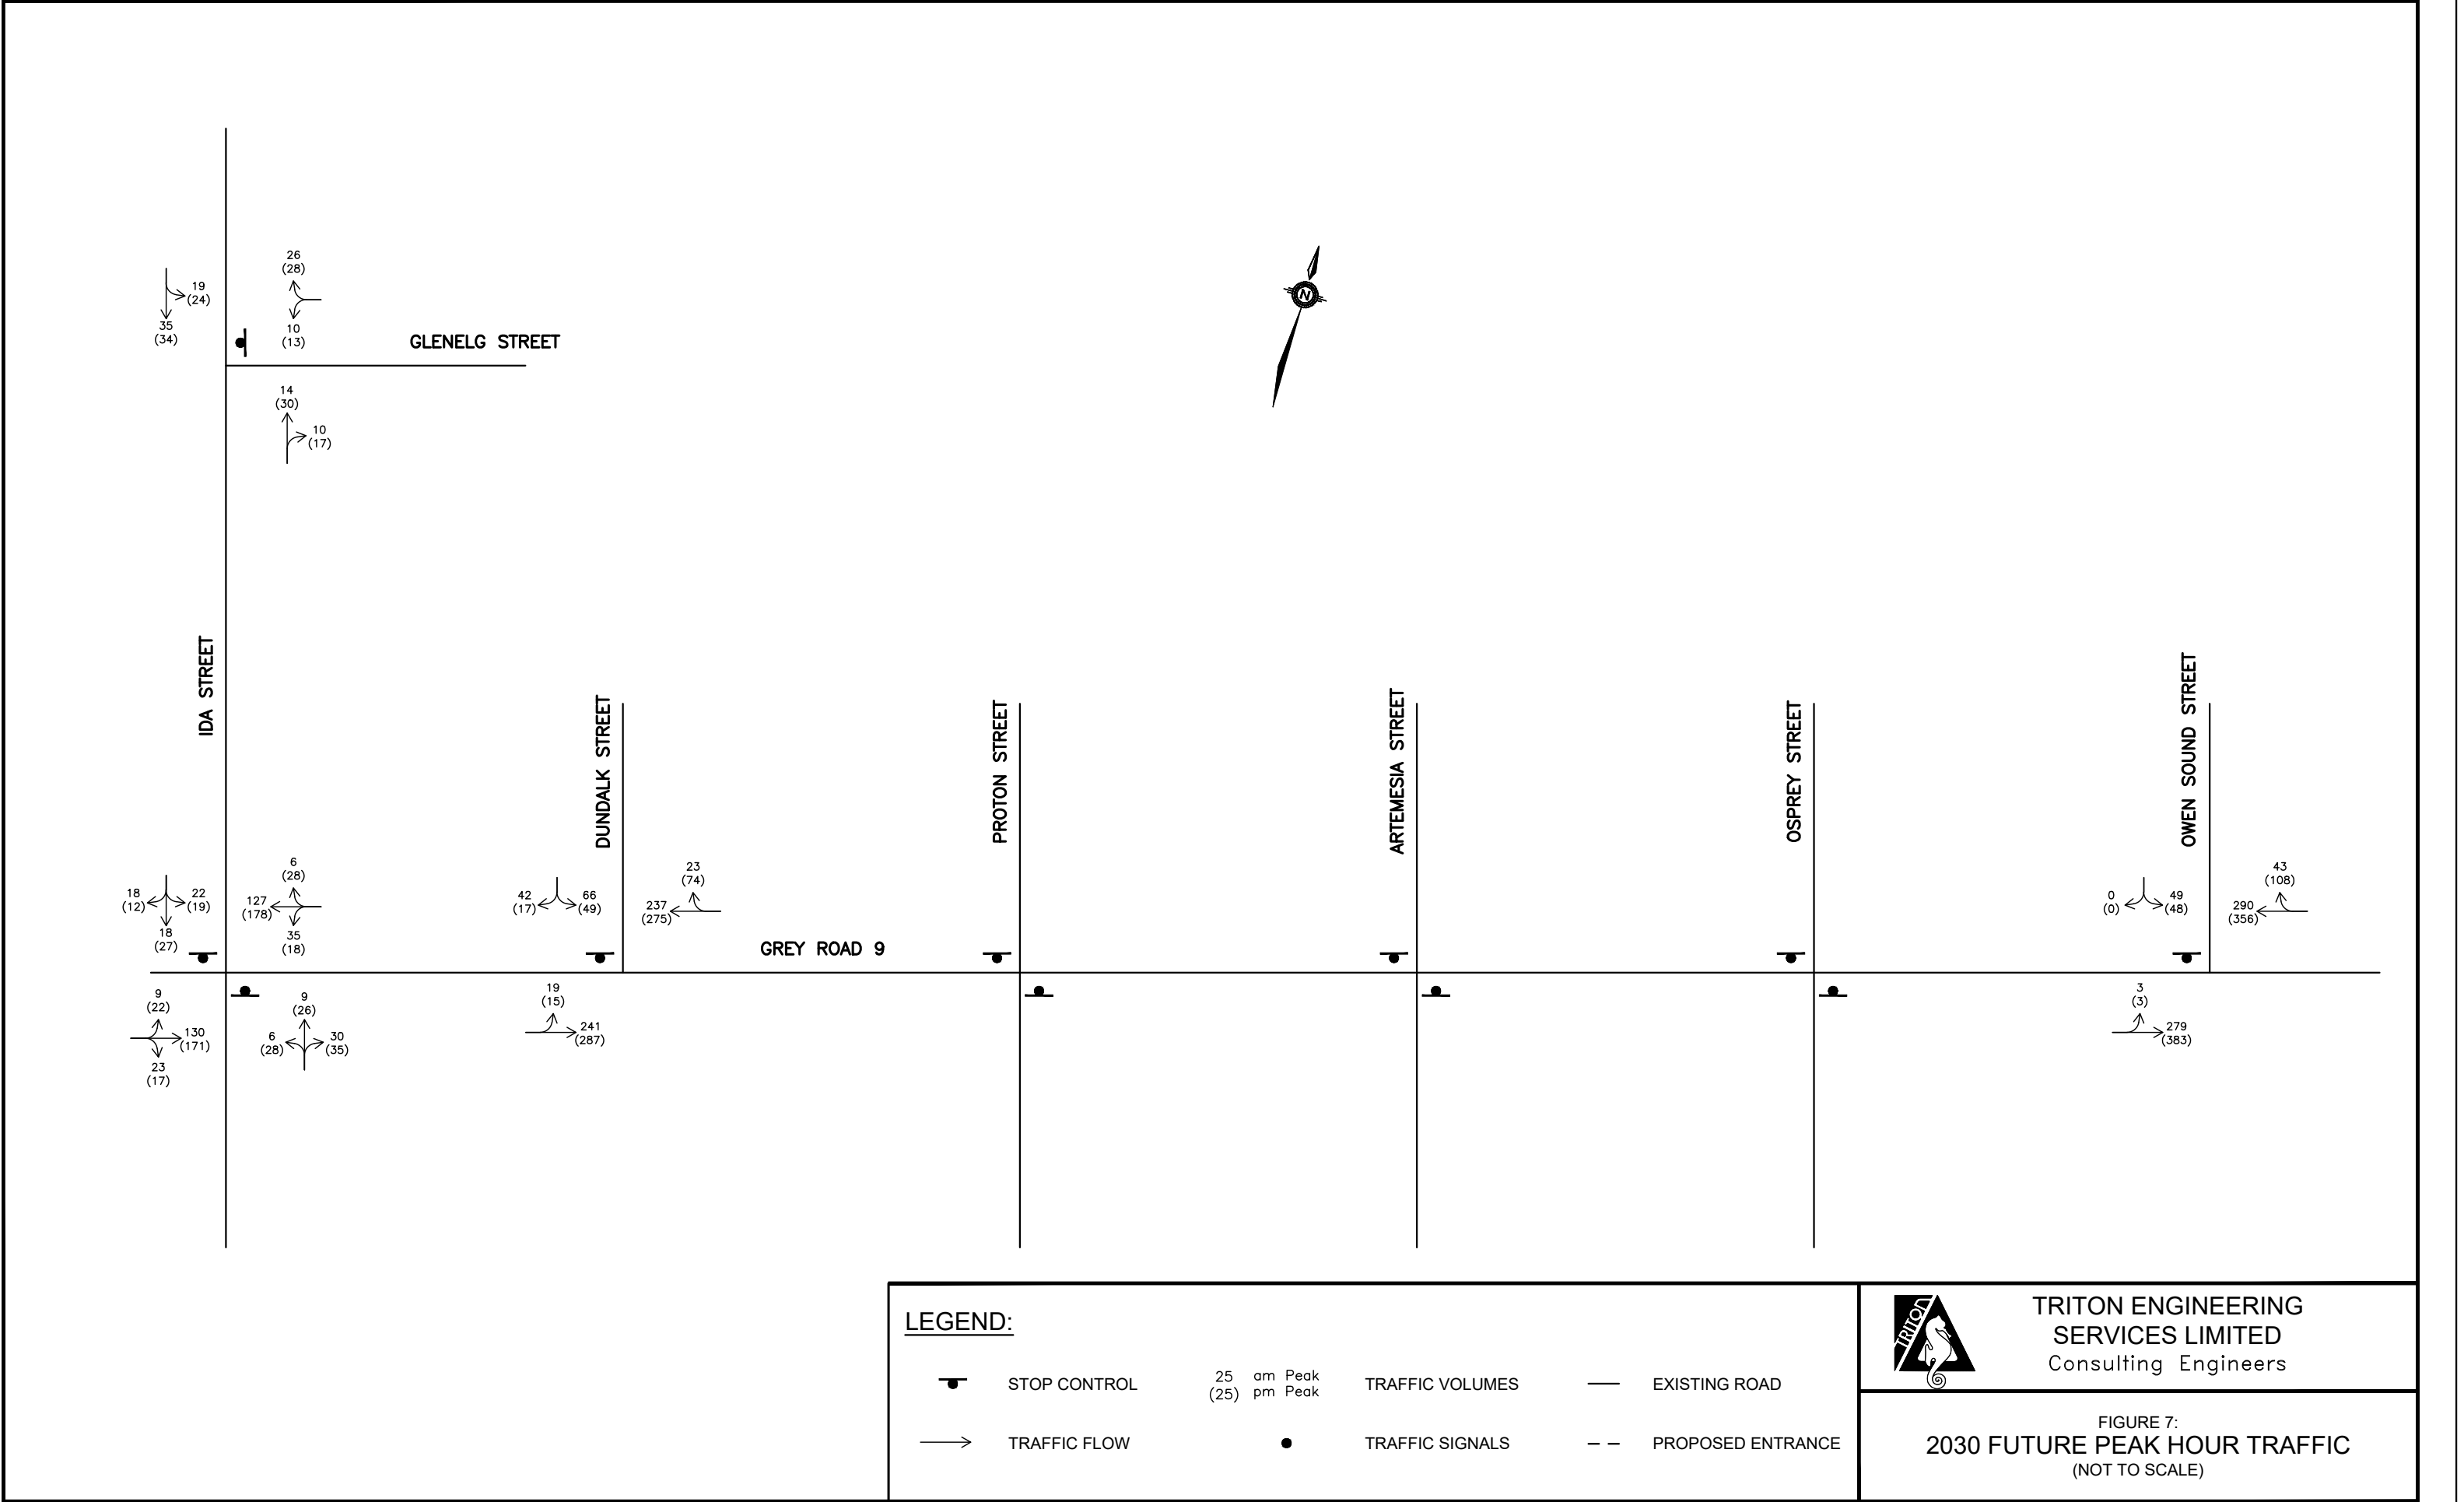 26
(28)
19
(24)
35
(34)
10
(13)
GLENELG STREET
14
(30)
10
(17)
N
IDA STREET
DUNDALK STREET
PROTON STREET
ARTEMESIA STREET
OSPREY STREET
OWEN SOUND STREET
18
(12)
22
(19)
18
(27)
6
(28)
127
(178)
35
(18)
42
(17)
66
(49)
23
(74)
237
(275)
GREY ROAD 9
0
(0)
49
(48)
43
(108)
290
(356)
9
(22)
130
(171)
23
(17)
9
(26)
6
(28)
30
(35)
19
(15)
241
(287)
3
(3)
279
(383)
LEGEND:
STOP CONTROL
25 am Peak
(25) pm Peak
TRAFFIC VOLUMES
EXISTING ROAD
TRAFFIC FLOW
TRAFFIC SIGNALS
PROPOSED ENTRANCE
TRITON
TRITON ENGINEERING
SERVICES LIMITED
Consulting Engineers
FIGURE 7:
2030 FUTURE PEAK HOUR TRAFFIC
(NOT TO SCALE)